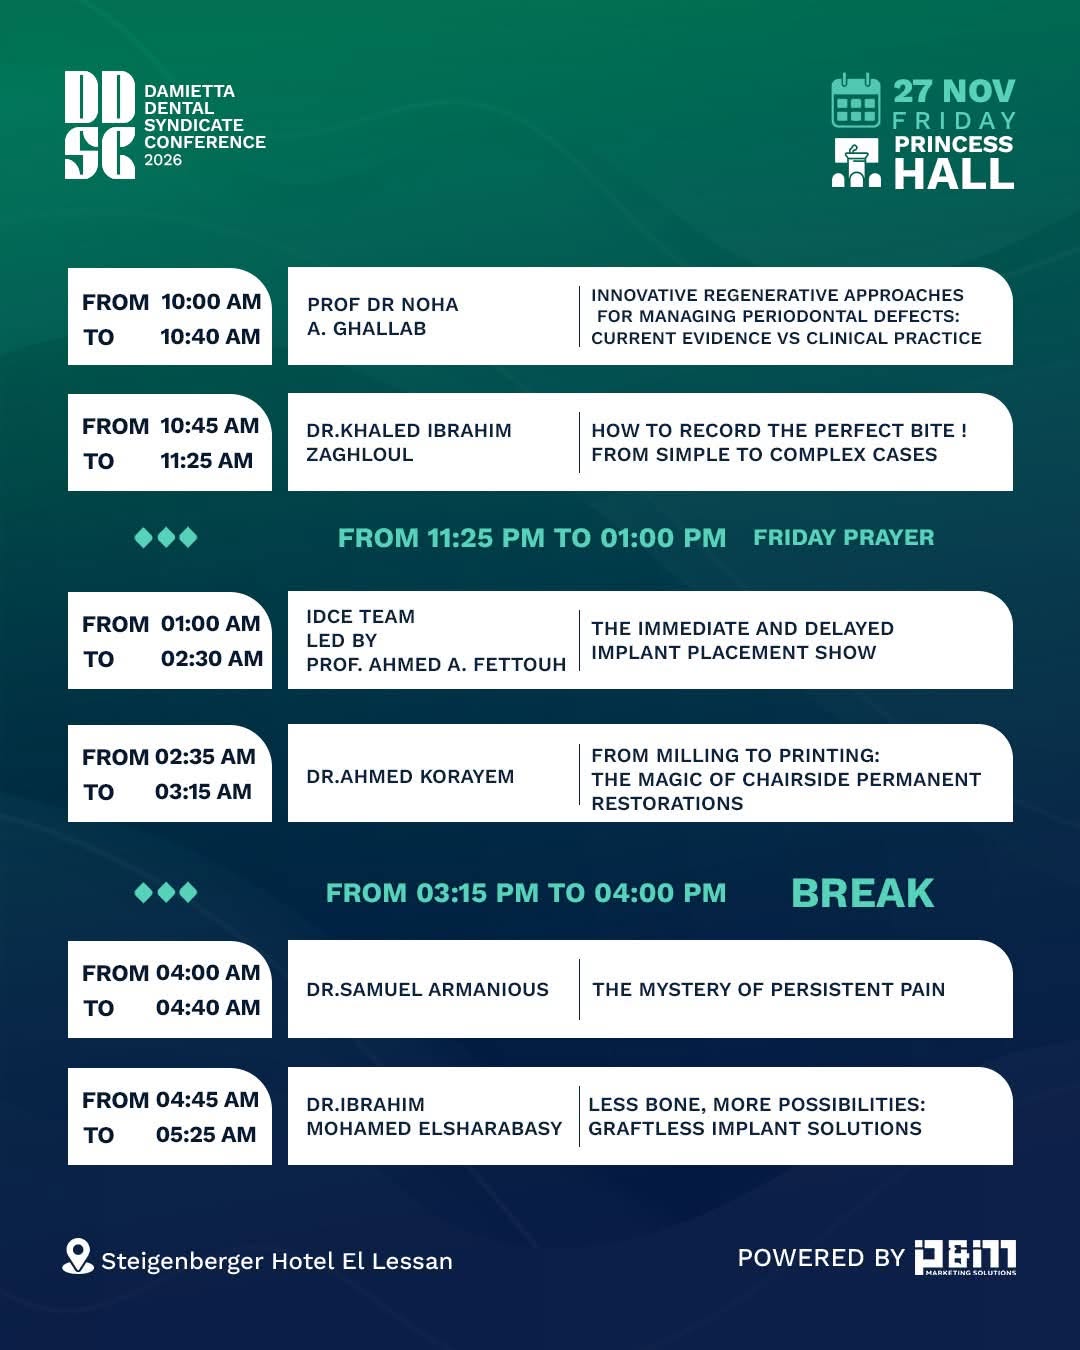 DDSC
DAMIETTA
DENTAL
SYNDICATE
CONFERENCE
2026
27 NOV
FRIDAY
PRINCESS
HALL
FROM 10:00 AM
TO 10:40 AM
PROF DR NOHA
A. GHALLAB
INNOVATIVE REGENERATIVE APPROACHES
FOR MANAGING PERIODONTAL DEFECTS:
CURRENT EVIDENCE VS CLINICAL PRACTICE
FROM 10:45 AM
TO 11:25 AM
DR.KHALED IBRAHIM
ZAGHLOUL
HOW TO RECORD THE PERFECT BITE !
FROM SIMPLE TO COMPLEX CASES
FROM 11:25 PM TO 01:00 PM FRIDAY PRAYER
FROM 01:00 AM
TO 02:30 AM
IDCE TEAM
LED BY
PROF. AHMED A. FETTOUH
THE IMMEDIATE AND DELAYED
IMPLANT PLACEMENT SHOW
FROM 02:35 AM
TO 03:15 AM
DR.AHMED KORAYEM
FROM MILLING TO PRINTING:
THE MAGIC OF CHAIRSIDE PERMANENT
RESTORATIONS
FROM 03:15 PM TO 04:00 PM BREAK
FROM 04:00 AM
TO 04:40 AM
DR.SAMUEL ARMANIOUS
THE MYSTERY OF PERSISTENT PAIN
FROM 04:45 AM
TO 05:25 AM
DR.IBRAHIM
MOHAMED ELSHARABASY
LESS BONE, MORE POSSIBILITIES:
GRAFTLESS IMPLANT SOLUTIONS
Steigenberger Hotel El Lessan
POWERED BY P&M
MARKETING SOLUTIONS